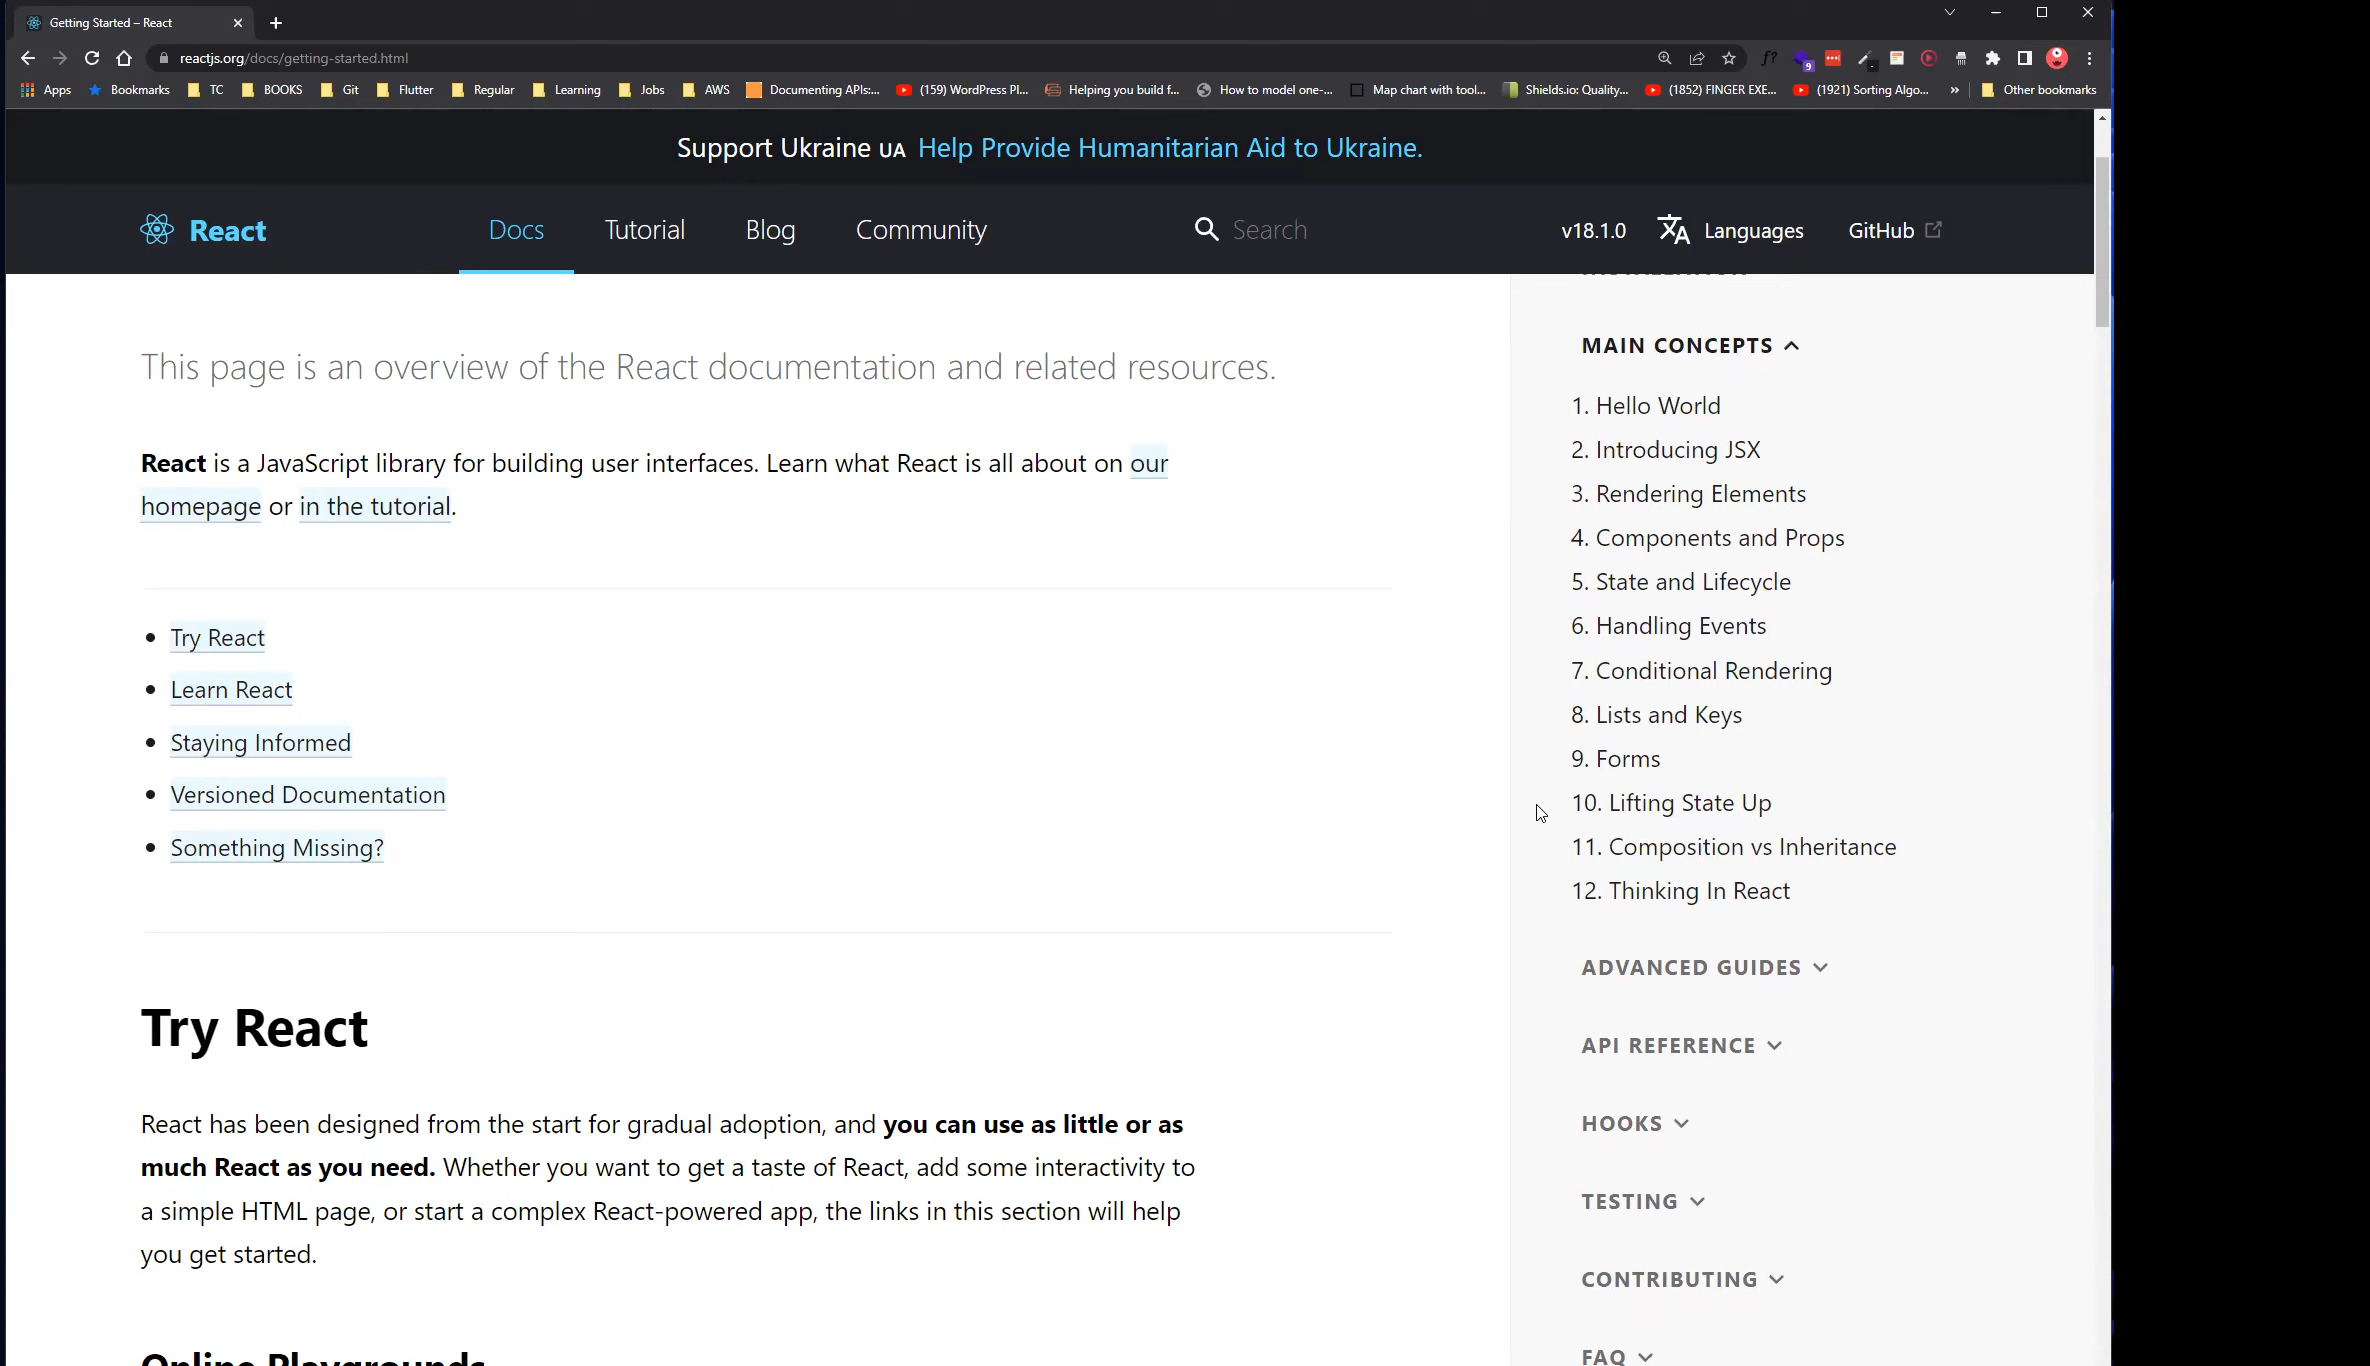 Getting Started – React
reactjs.org/docs/getting-started.html
f?
9
Apps
Bookmarks
TC
BOOKS
Git
Flutter
Regular
Learning
Jobs
AWS
Documenting APIs:...
(159) WordPress Pl...
Helping you build f...
How to model one-...
Map chart with tool...
Shields.io: Quality...
(1852) FINGER EXE...
(1921) Sorting Algo...
»
Other bookmarks
Support Ukraine UA Help Provide Humanitarian Aid to Ukraine.
React
Docs
Tutorial
Blog
Community
Search
v18.1.0
Languages
GitHub
This page is an overview of the React documentation and related resources.
React is a JavaScript library for building user interfaces. Learn what React is all about on our
homepage or in the tutorial.
• Try React
• Learn React
• Staying Informed
• Versioned Documentation
• Something Missing?
Try React
React has been designed from the start for gradual adoption, and you can use as little or as
much React as you need. Whether you want to get a taste of React, add some interactivity to
a simple HTML page, or start a complex React-powered app, the links in this section will help
you get started.
Online Playgrounds
MAIN CONCEPTS
1. Hello World
2. Introducing JSX
3. Rendering Elements
4. Components and Props
5. State and Lifecycle
6. Handling Events
7. Conditional Rendering
8. Lists and Keys
9. Forms
10. Lifting State Up
11. Composition vs Inheritance
12. Thinking In React
ADVANCED GUIDES
API REFERENCE
HOOKS
TESTING
CONTRIBUTING
FAQ